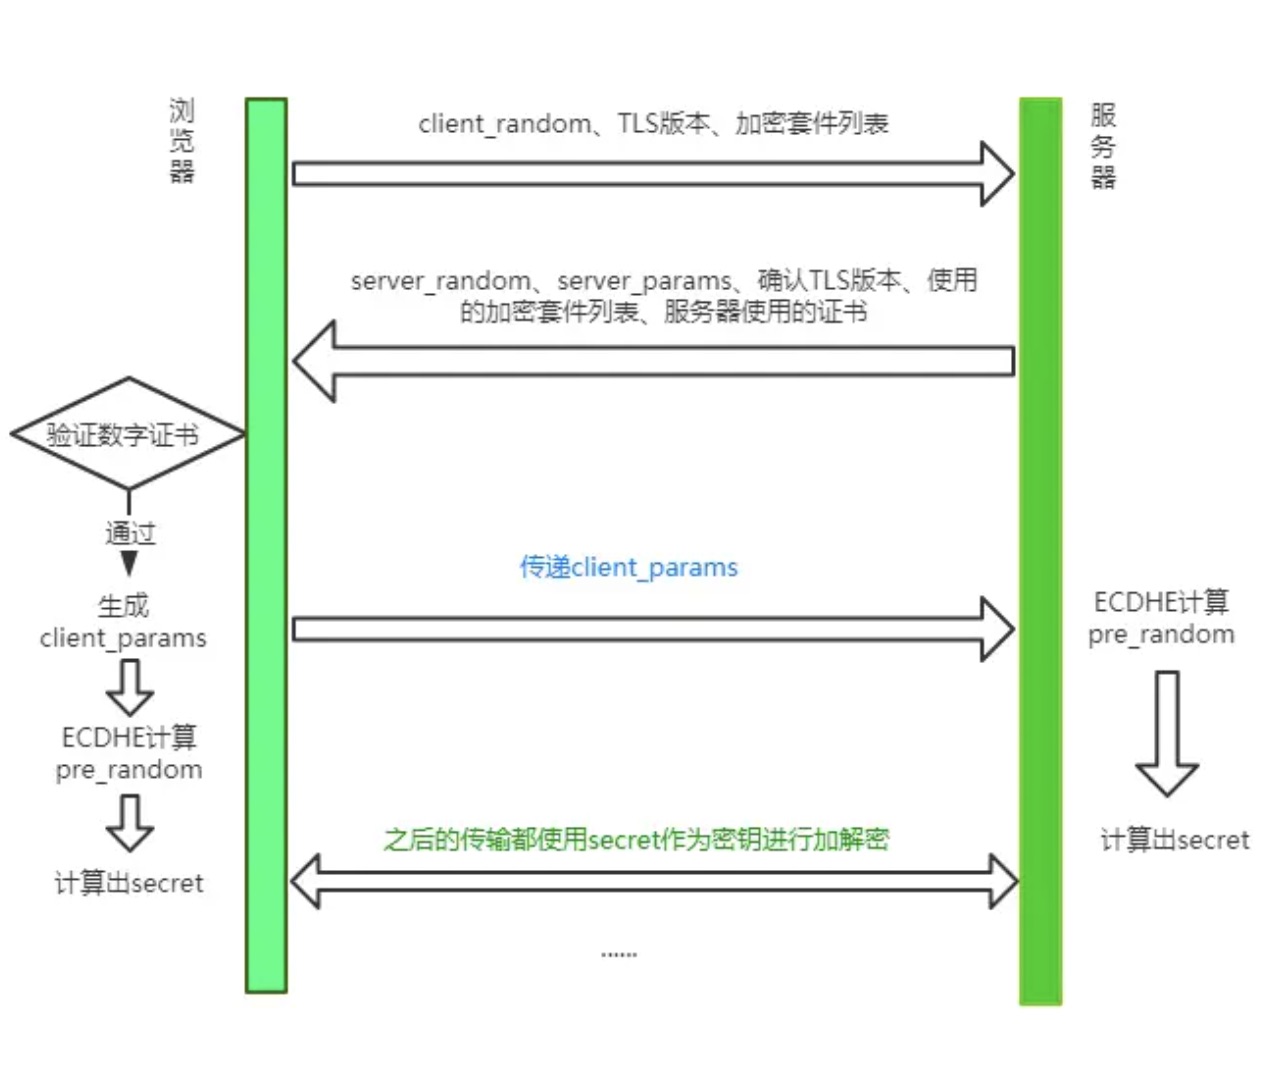 浏览器
服务器
client_random、TLS版本、加密套件列表
server_random、server_params、确认TLS版本、使用
的加密套件列表、服务器使用的证书
验证数字证书
通过
传递client_params
生成
client_params
ECDHE计算
pre_random
ECDHE计算
pre_random
之后的传输都使用secret作为密钥进行加解密
计算出secret
计算出secret
......